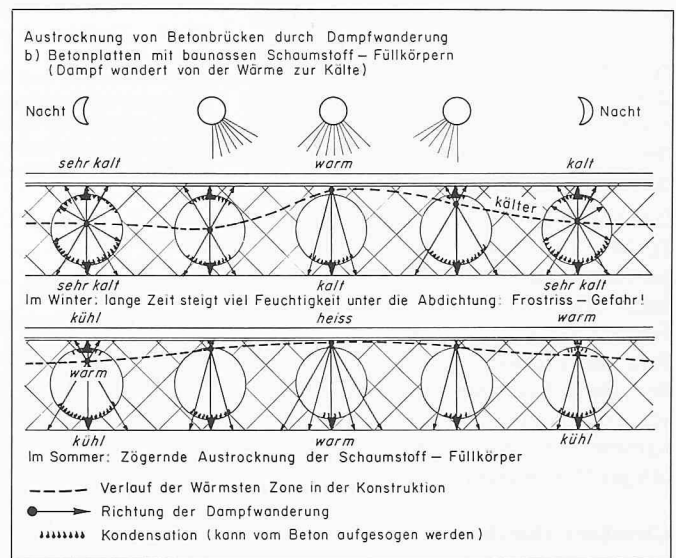 Austrocknung von Betonbrücken durch Dampfwanderung
b) Betonplatten mit baunassen Schaumstoff – Füllkörpern
(Dampf wandert von der Wärme zur Kälte)
Nacht
Nacht
sehr kalt
warm
kalt
kälter
sehr kalt
kalt
sehr kalt
Im Winter: lange Zeit steigt viel Feuchtigkeit unter die Abdichtung: Frostriss – Gefahr!
kühl
heiss
warm
warm
kühl
warm
kühl
Im Sommer: Zögernde Austrocknung der Schaumstoff – Füllkörper
Verlauf der Wärmsten Zone in der Konstruktion
Richtung der Dampfwanderung
Kondensation (kann vom Beton aufgesogen werden)